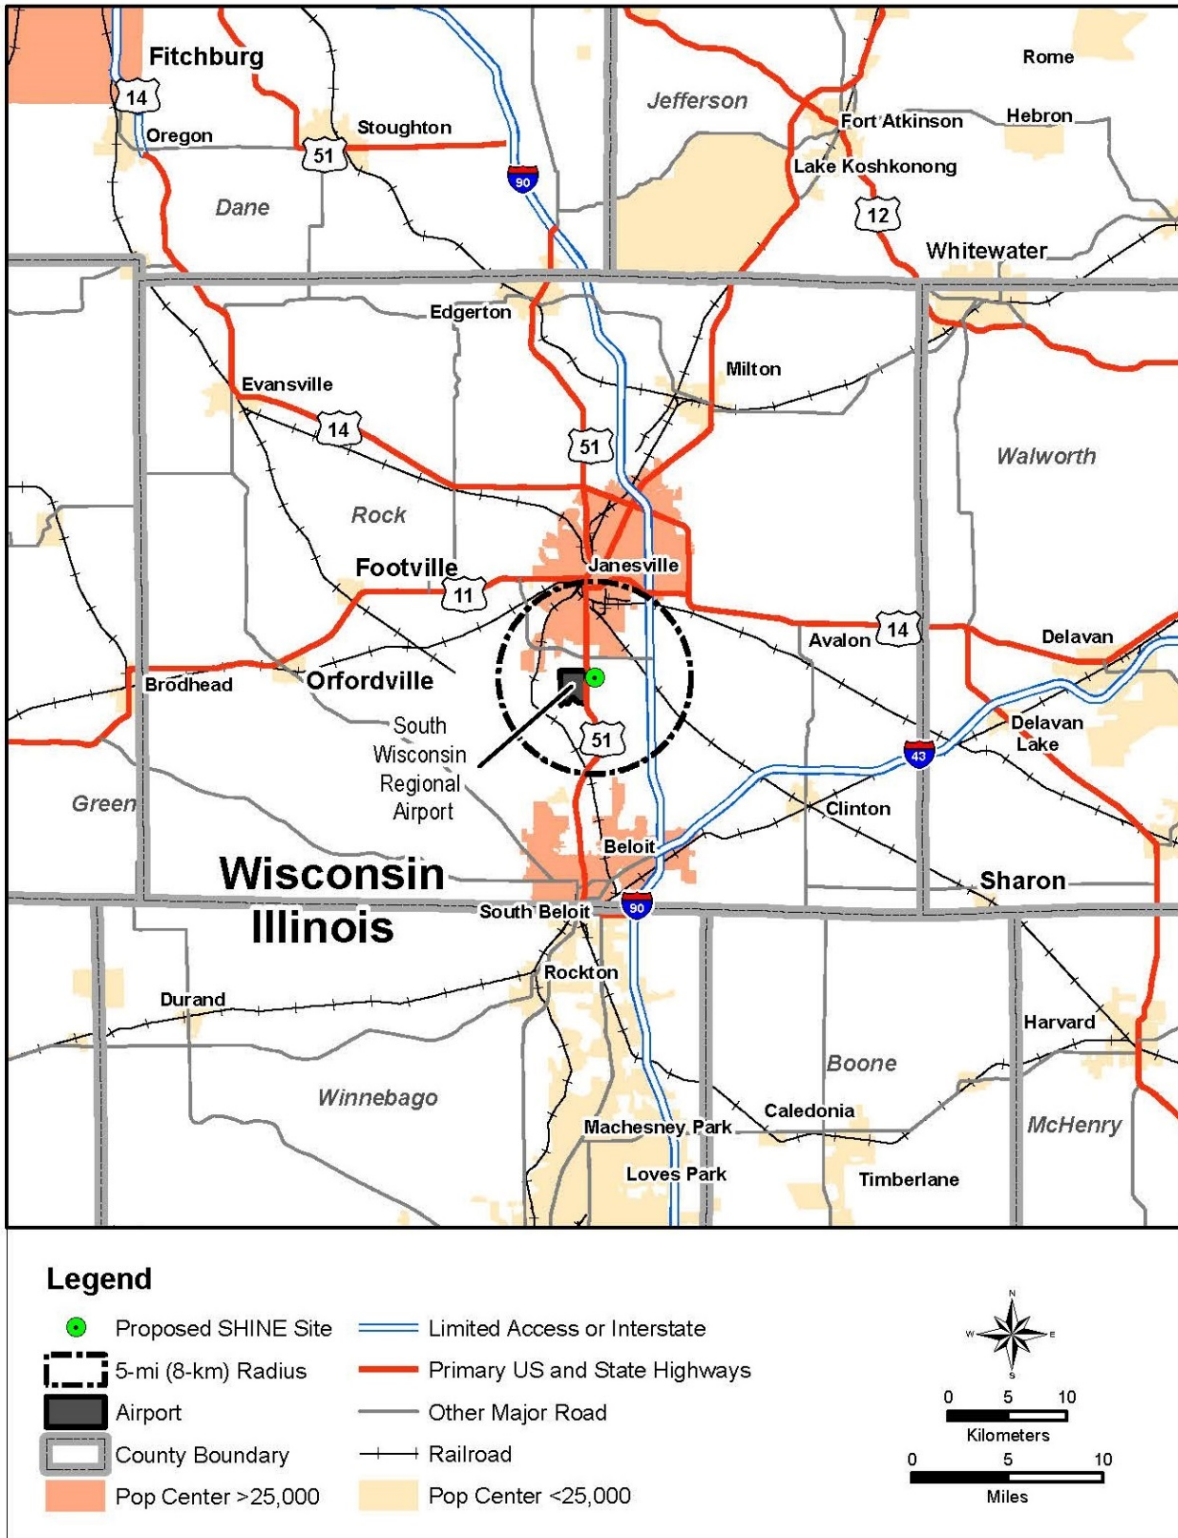 Fitchburg
Rome
14
Jefferson
Oregon
Stoughton
Fort Atkinson
Hebron
51
90
Lake Koshkonong
Dane
12
Whitewater
Edgerton
Milton
Evansville
14
51
Walworth
Rock
Footville
Janesville
11
14
Avalon
Delavan
Brodhead
Orfordville
South
Wisconsin
Regional
Airport
51
Delavan
Lake
43
Green
Clinton
Beloit
Wisconsin
Sharon
90
South Beloit
Illinois
Rockton
Durand
Harvard
Boone
Winnebago
Caledonia
Machesney Park
McHenry
Loves Park
Timberlane
Legend
Proposed SHINE Site
Limited Access or Interstate
5-mi (8-km) Radius
Primary US and State Highways
Airport
Other Major Road
County Boundary
Railroad
Pop Center >25,000
Pop Center <25,000
N
W E
S
0 5 10
Kilometers
0 5 10
Miles